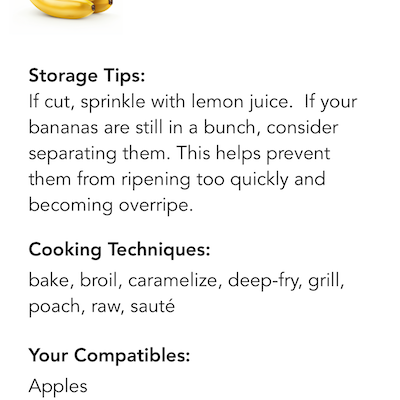 Storage Tips:
If cut, sprinkle with lemon juice.  If your
bananas are still in a bunch, consider
separating them. This helps prevent
them from ripening too quickly and
becoming overripe.
Cooking Techniques:
bake, broil, caramelize, deep-fry, grill,
poach, raw, sauté
Your Compatibles:
Apples